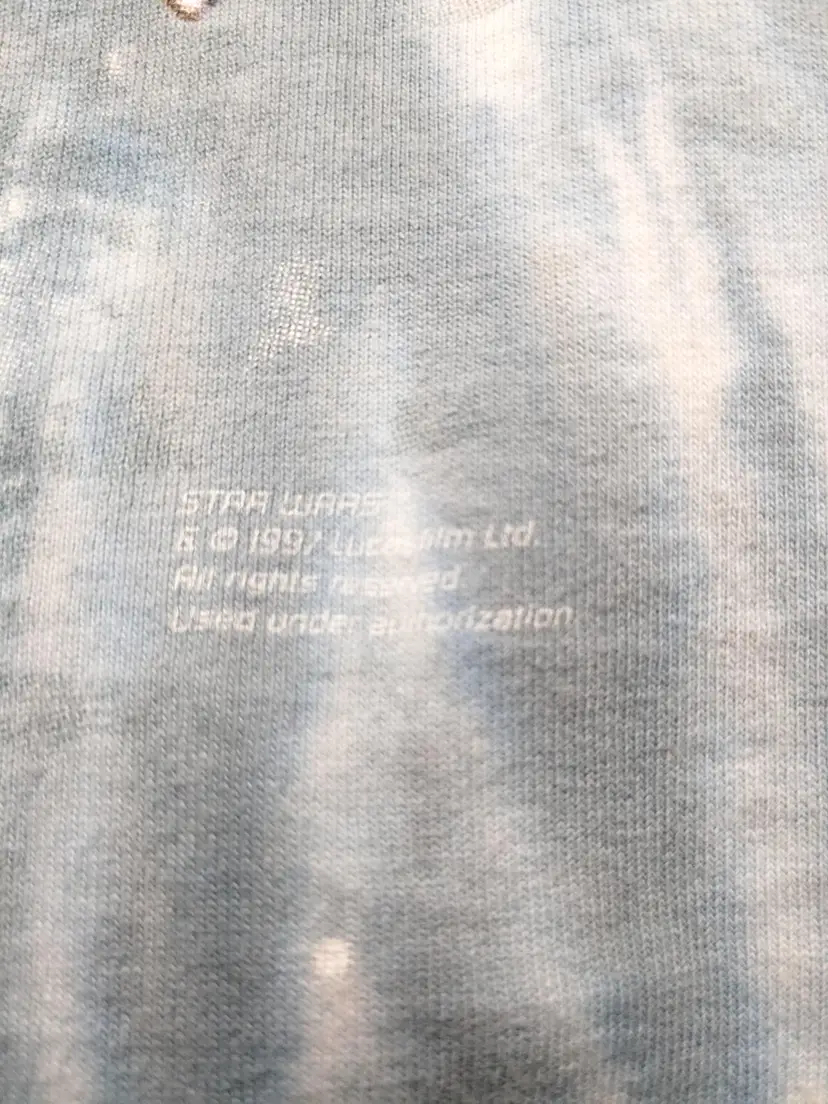 STAR WARS
& © 1997 Lucasfilm Ltd.
All rights reserved
Used under authorization